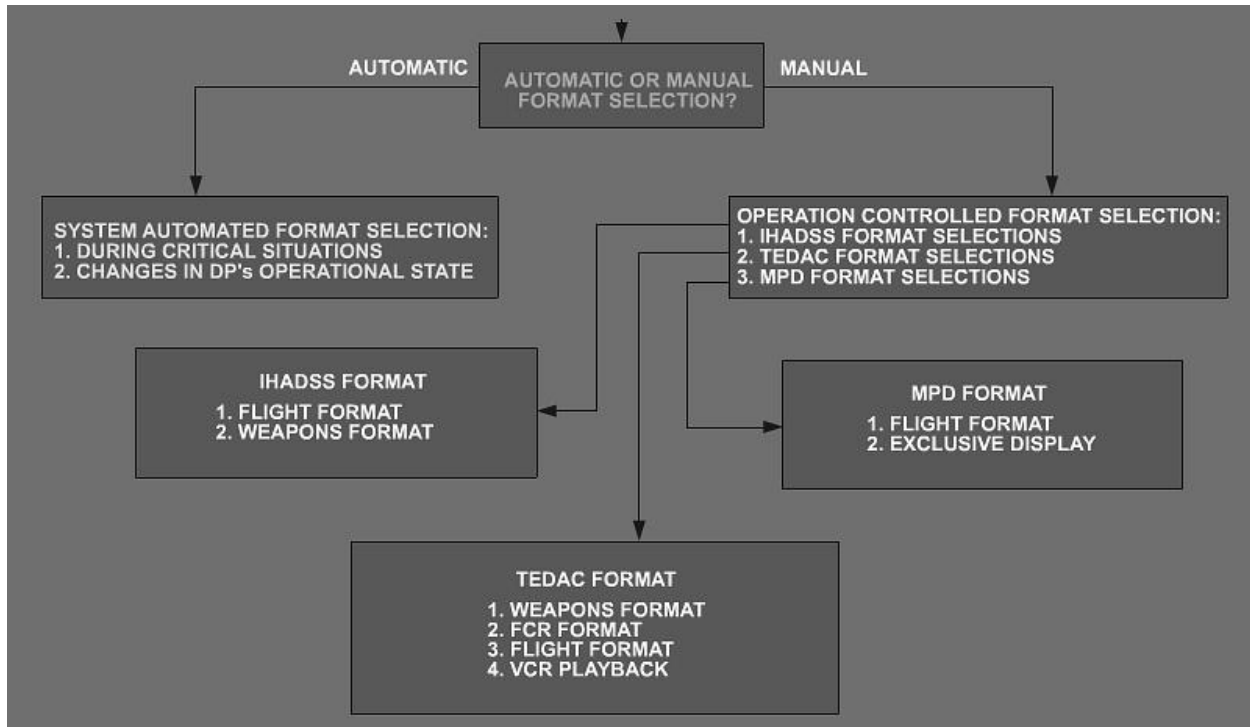 AUTOMATIC
AUTOMATIC OR MANUAL
FORMAT SELECTION?
MANUAL
SYSTEM AUTOMATED FORMAT SELECTION:
1. DURING CRITICAL SITUATIONS
2. CHANGES IN DP's OPERATIONAL STATE
OPERATION CONTROLLED FORMAT SELECTION:
1. IHADSS FORMAT SELECTIONS
2. TEDAC FORMAT SELECTIONS
3. MPD FORMAT SELECTIONS
IHADSS FORMAT
1. FLIGHT FORMAT
2. WEAPONS FORMAT
MPD FORMAT
1. FLIGHT FORMAT
2. EXCLUSIVE DISPLAY
TEDAC FORMAT
1. WEAPONS FORMAT
2. FCR FORMAT
3. FLIGHT FORMAT
4. VCR PLAYBACK